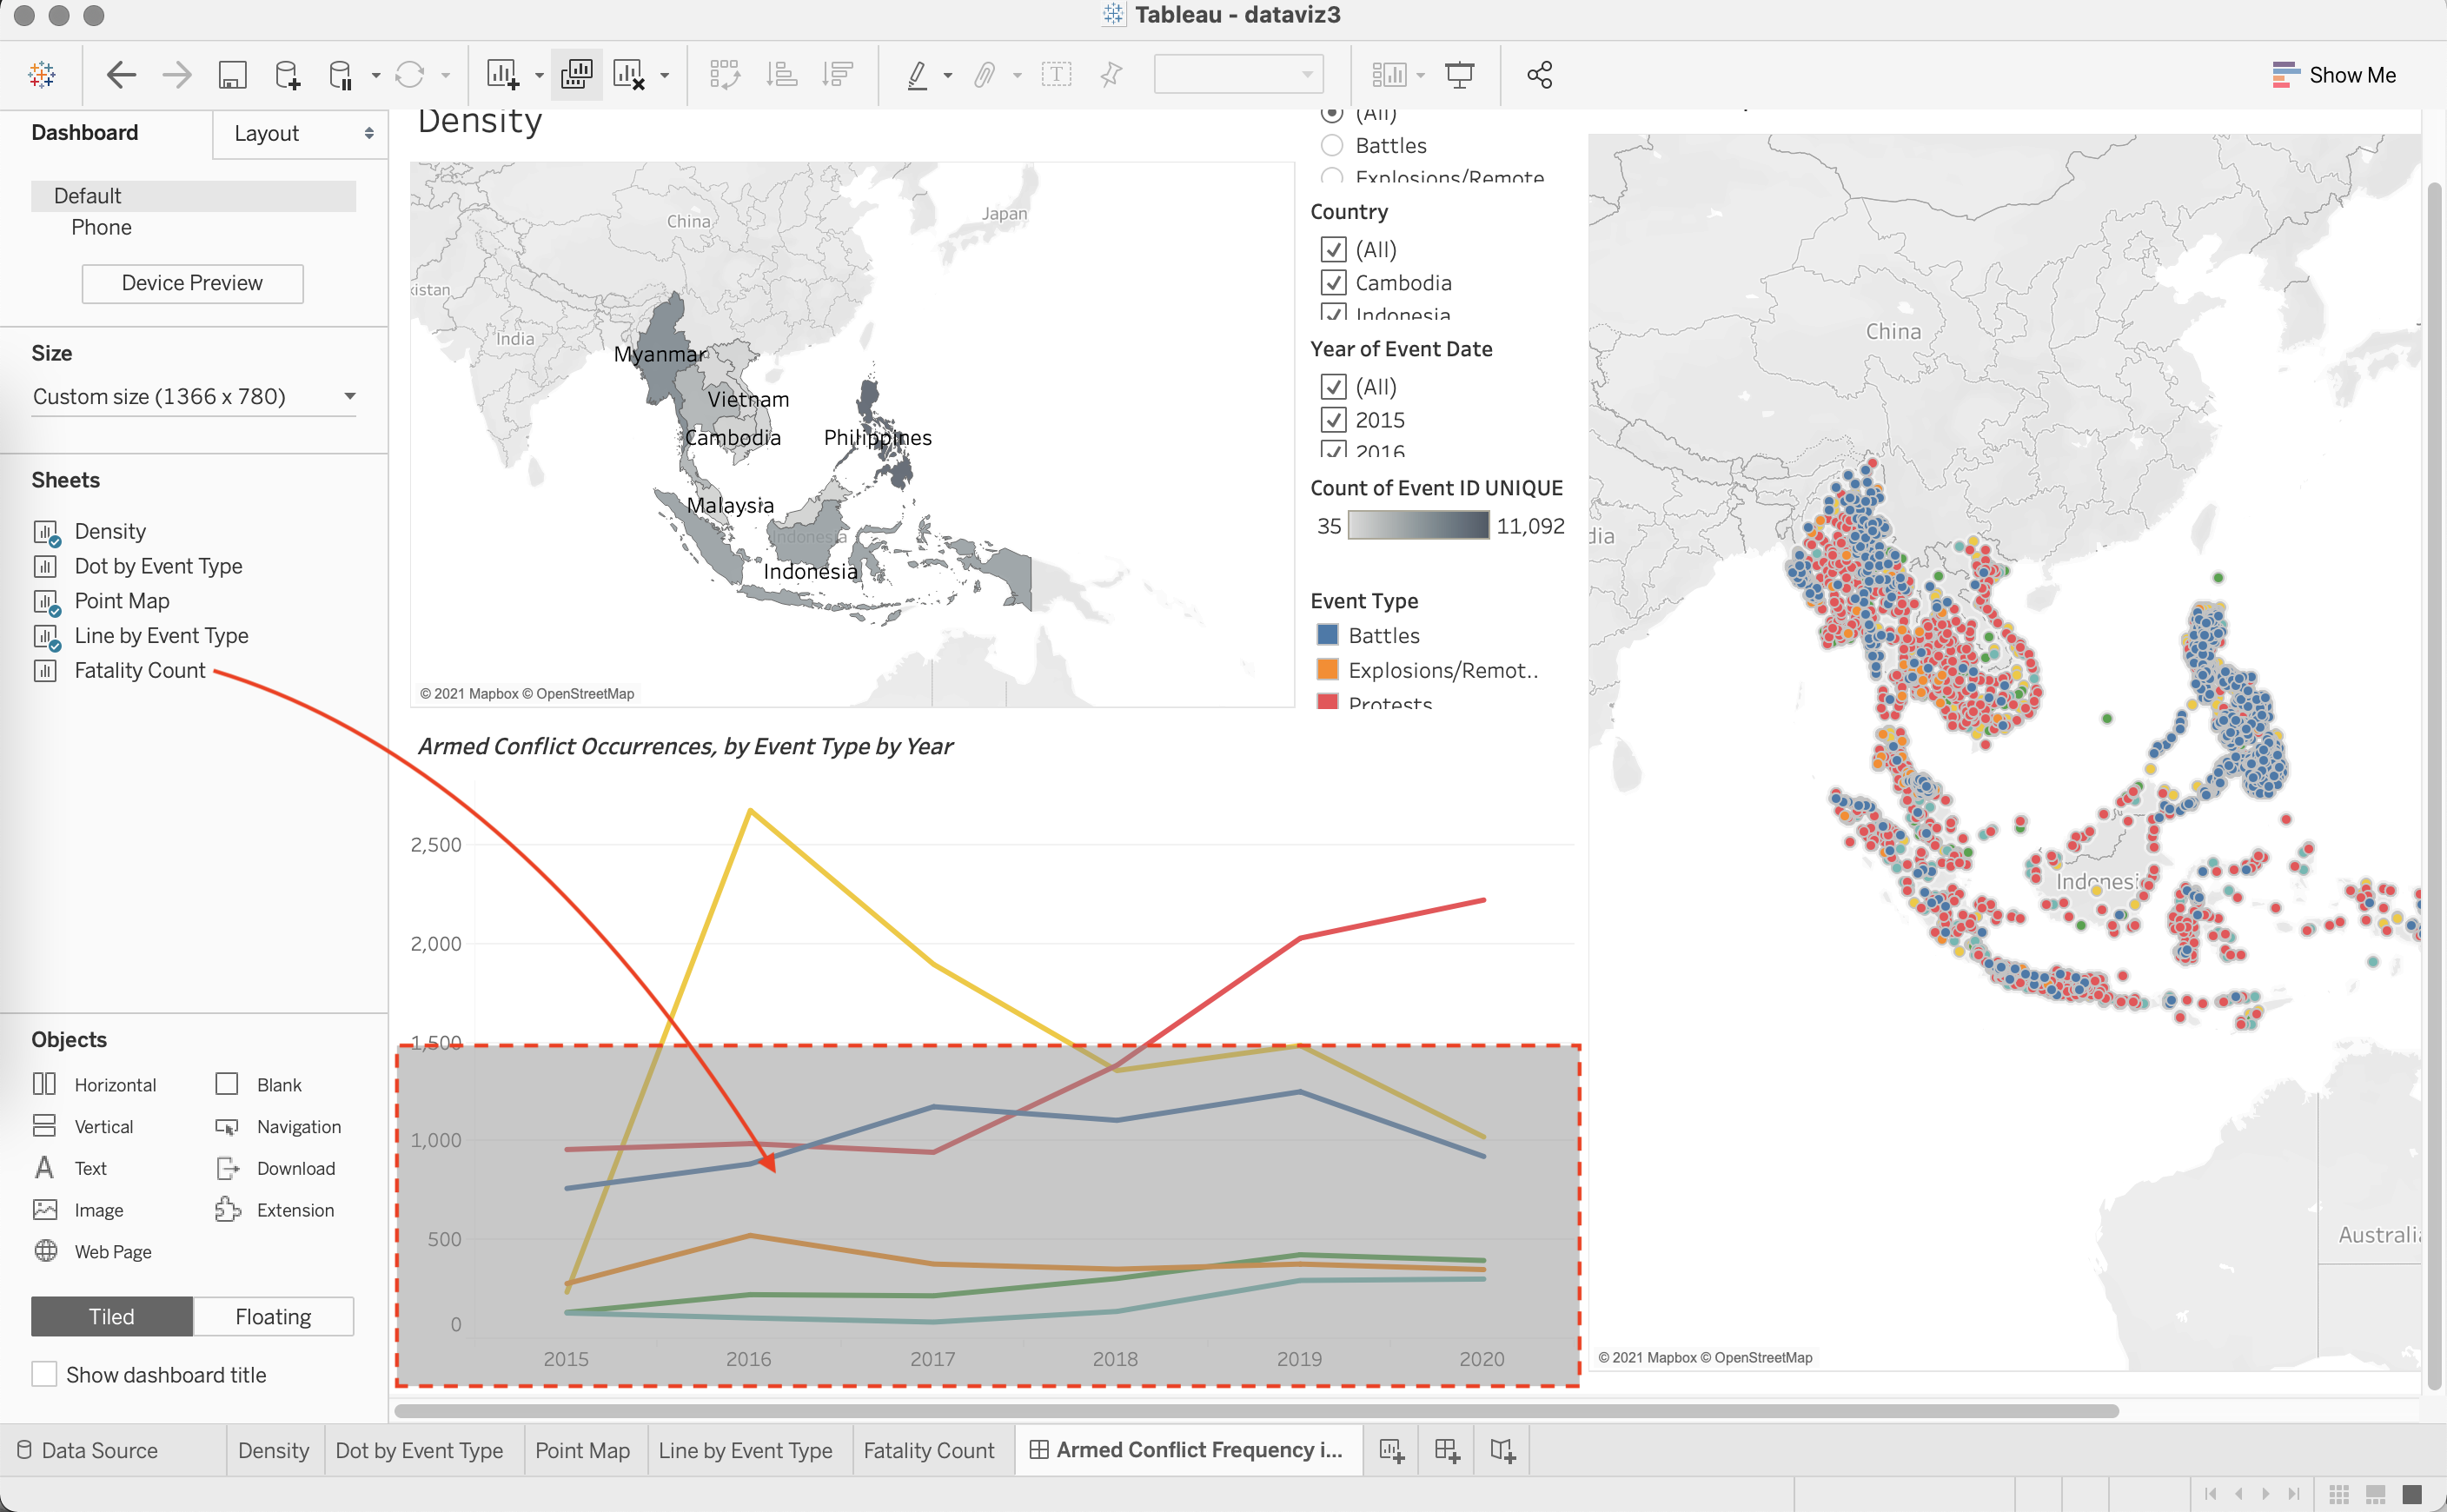 Tableau - dataviz3
Show Me
Dashboard
Layout
Default
Phone
Device Preview
Size
Custom size (1366 x 780)
Sheets
Density
Dot by Event Type
Point Map
Line by Event Type
Fatality Count
Objects
Horizontal
Blank
Vertical
Navigation
Text
Download
Image
Extension
Web Page
Tiled
Floating
Show dashboard title
Density
China
Japan
kistan
India
Myanmar
Vietnam
Cambodia
Philippines
Malaysia
Indonesia
Indonesia
© 2021 Mapbox © OpenStreetMap
(All)
Battles
Explosions/Remote
Country
(All)
Cambodia
Indonesia
Year of Event Date
(All)
2015
2016
Count of Event ID UNIQUE
35
11,092
Event Type
Battles
Explosions/Remot..
Protests
Armed Conflict Occurrences, by Event Type by Year
2,500
2,000
1,500
1,000
500
0
2015
2016
2017
2018
2019
2020
China
dia
Indonesi
Australi
© 2021 Mapbox © OpenStreetMap
Data Source
Density
Dot by Event Type
Point Map
Line by Event Type
Fatality Count
Armed Conflict Frequency i...